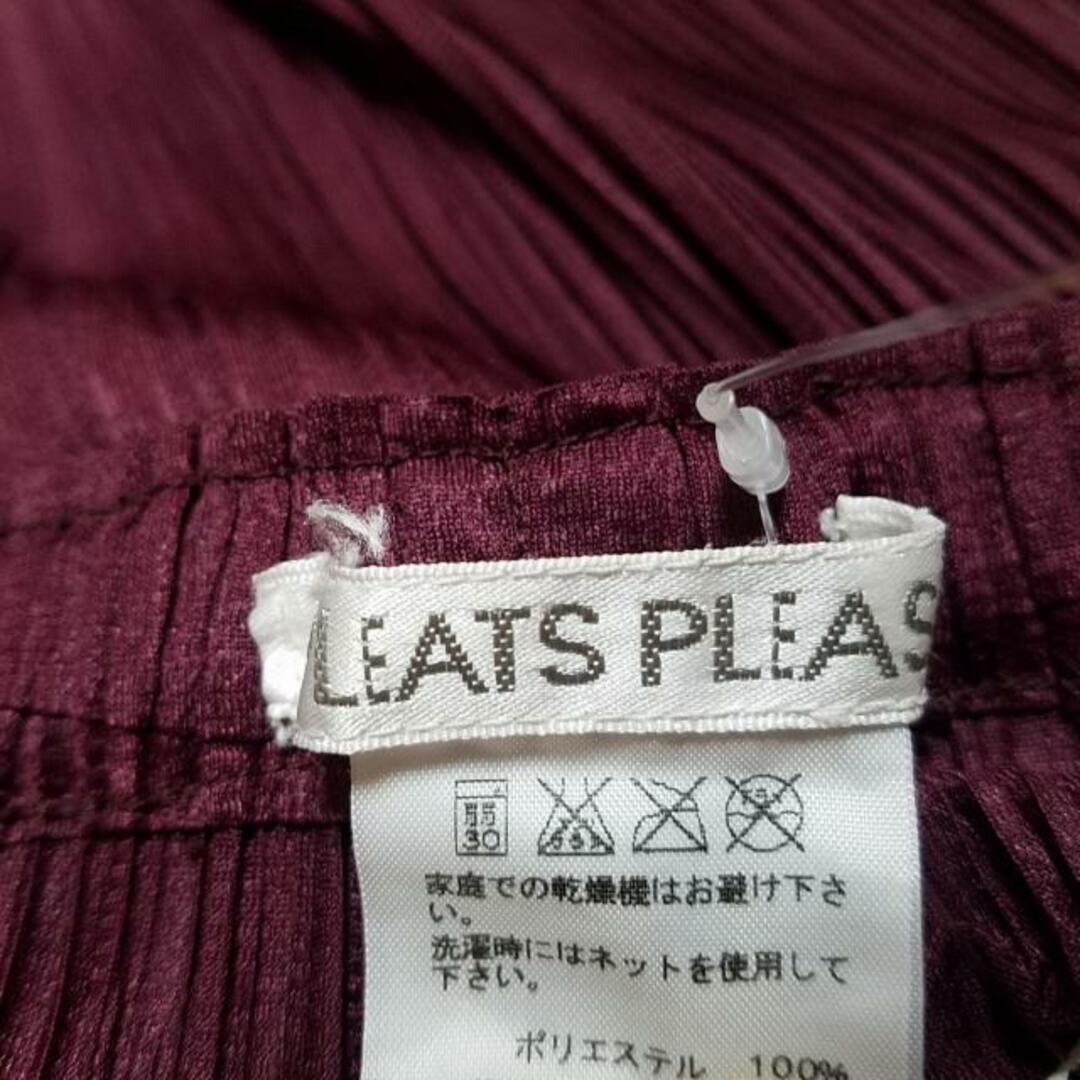 LEATS PLEAS
弱
30
家庭での乾燥機はお避け下さ
い。
洗濯時にはネットを使用して
下さい。
ポリエステル 100%